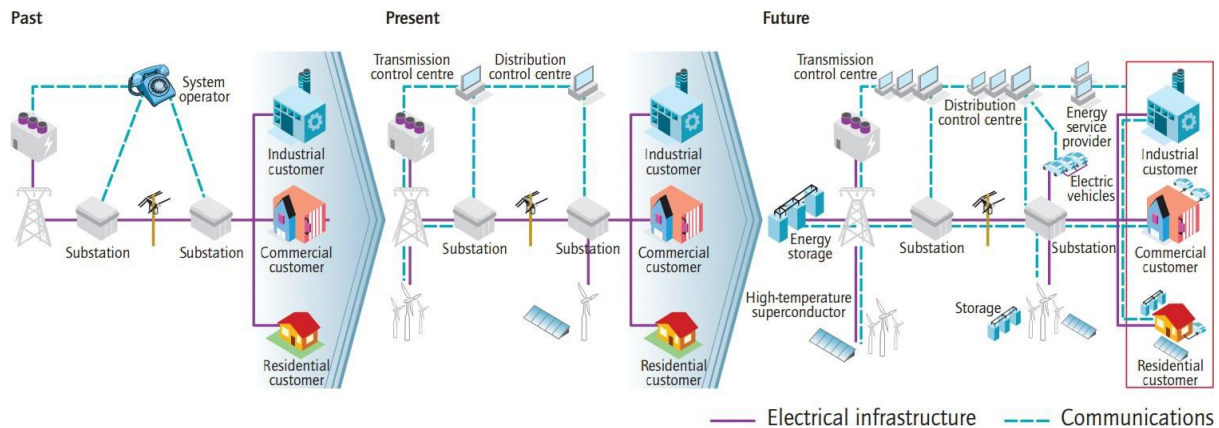 Past
System
operator
Substation
Substation
Industrial
customer
Commercial
customer
Residential
customer
Present
Transmission
control centre
Distribution
control centre
Substation
Substation
Industrial
customer
Commercial
customer
Residential
customer
Future
Transmission
control centre
Distribution
control centre
Energy
service
provider
Electric
vehicles
Energy
storage
Substation
Substation
High-temperature
superconductor
Storage
Industrial
customer
Commercial
customer
Residential
customer
Electrical infrastructure
Communications